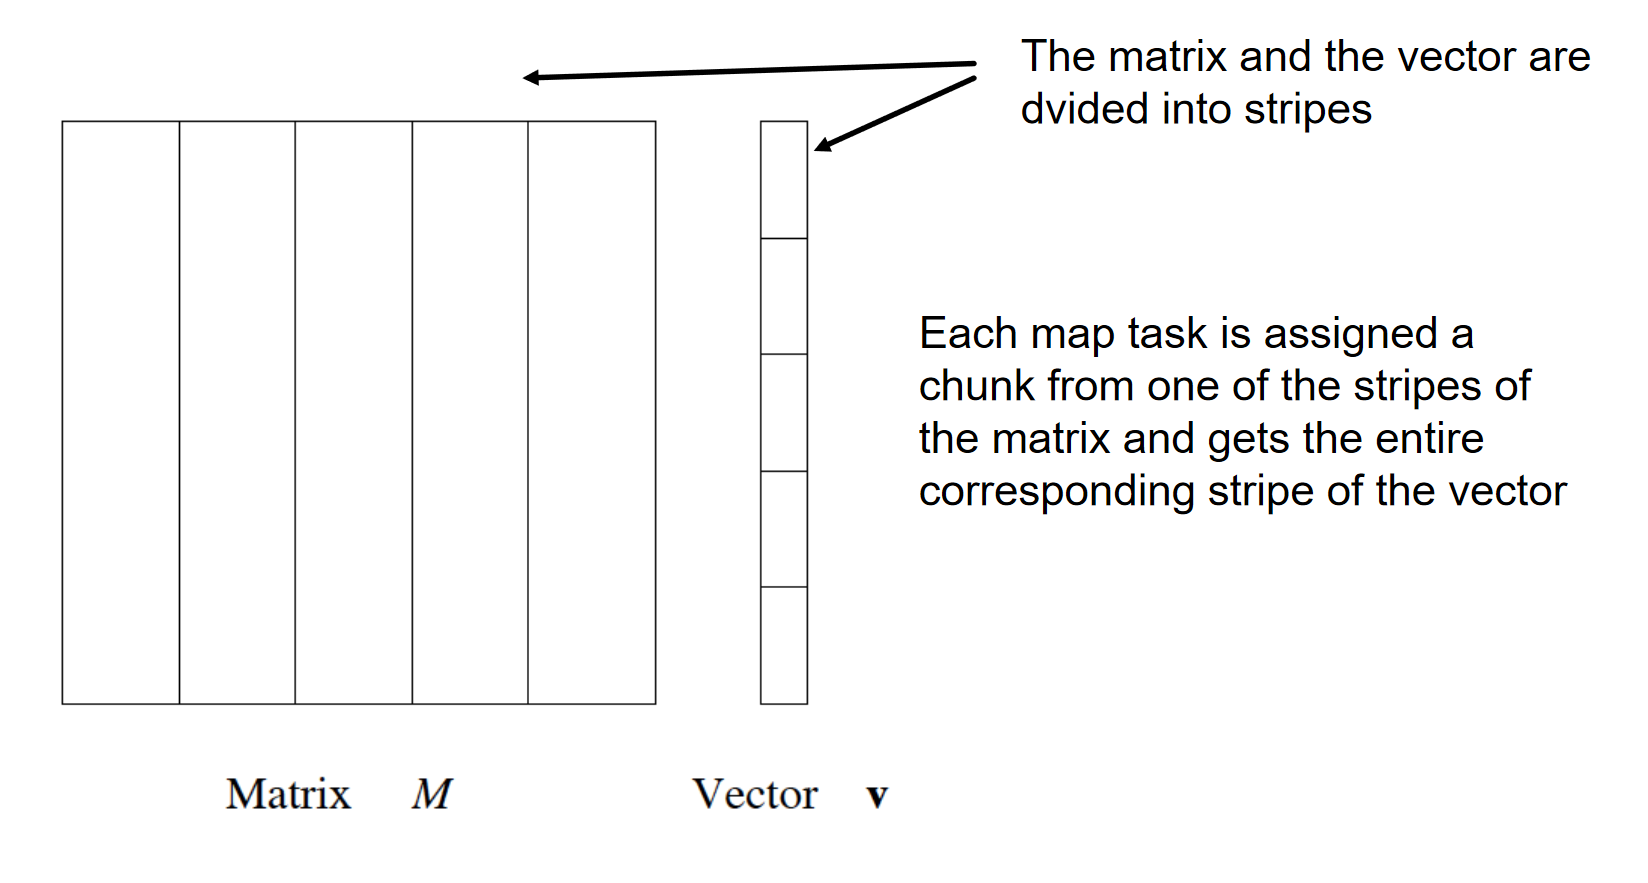 The matrix and the vector are
dvided into stripes
Each map task is assigned a
chunk from one of the stripes of
the matrix and gets the entire
corresponding stripe of the vector
Matrix M
Vector v